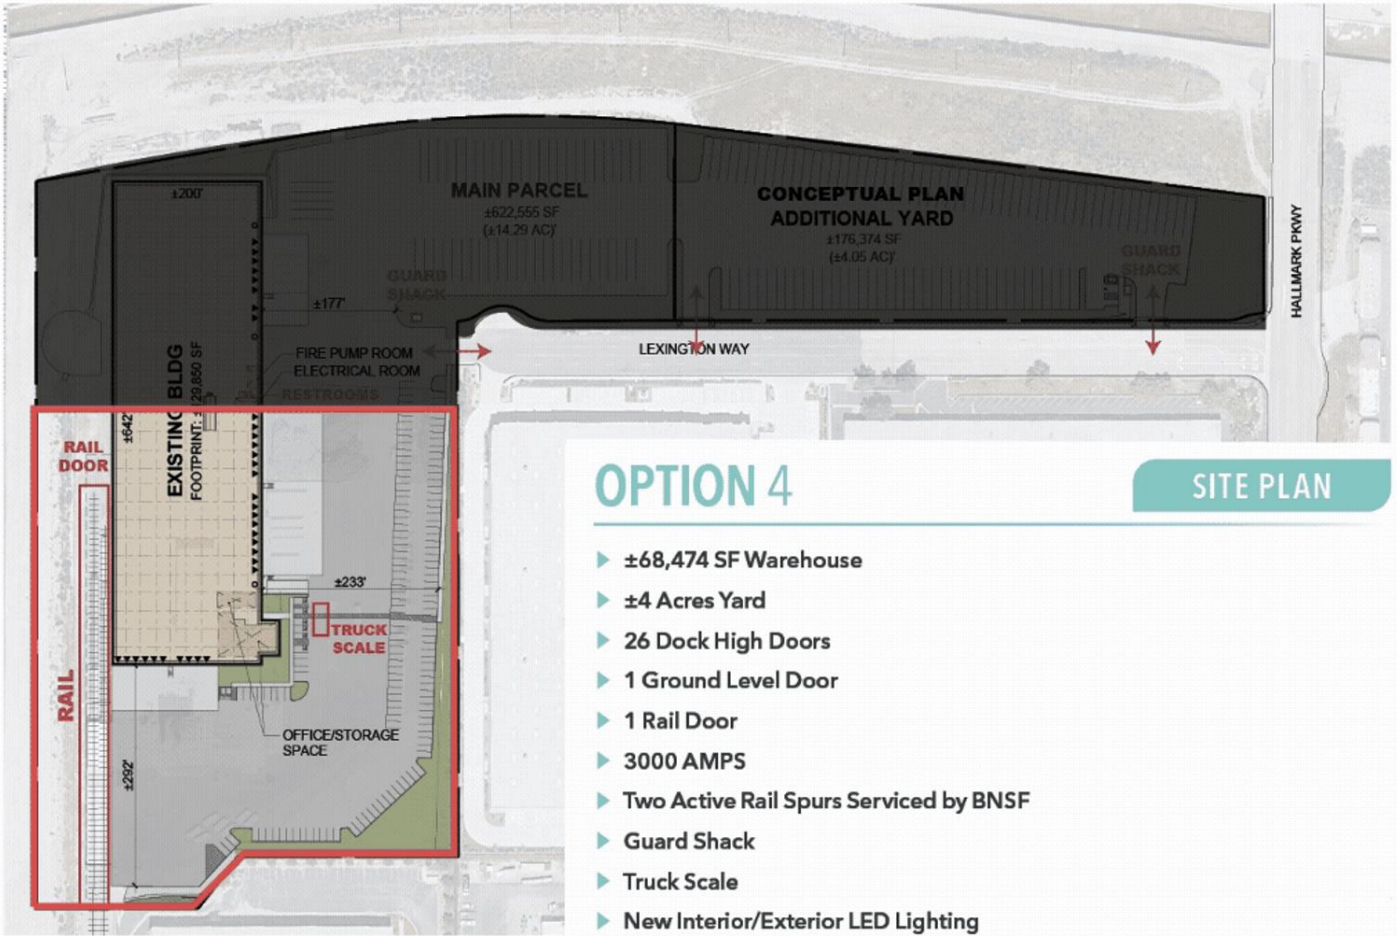 ±200'
MAIN PARCEL
±622,555 SF
(±14.29 AC)'
CONCEPTUAL PLAN
ADDITIONAL YARD
±176,374 SF
(±4.05 AC)'
GUARD
SHACK
GUARD
SHACK
±177'
HALLMARK PKWY
LEXINGTON WAY
FIRE PUMP ROOM
ELECTRICAL ROOM
RESTROOMS
EXISTING BLDG
FOOTPRINT: ±129,850 SF
±642'
RAIL
DOOR
±233'
TRUCK
SCALE
RAIL
OFFICE/STORAGE
SPACE
±292'
OPTION 4
SITE PLAN
±68,474 SF Warehouse
±4 Acres Yard
26 Dock High Doors
1 Ground Level Door
1 Rail Door
3000 AMPS
Two Active Rail Spurs Serviced by BNSF
Guard Shack
Truck Scale
New Interior/Exterior LED Lighting